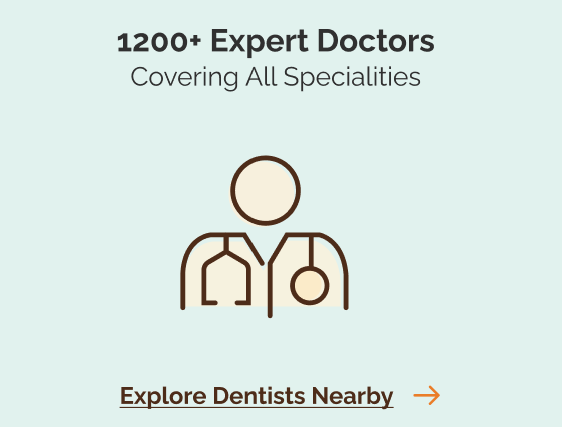 1200+ Expert Doctors
Covering All Specialities
Explore Dentists Nearby